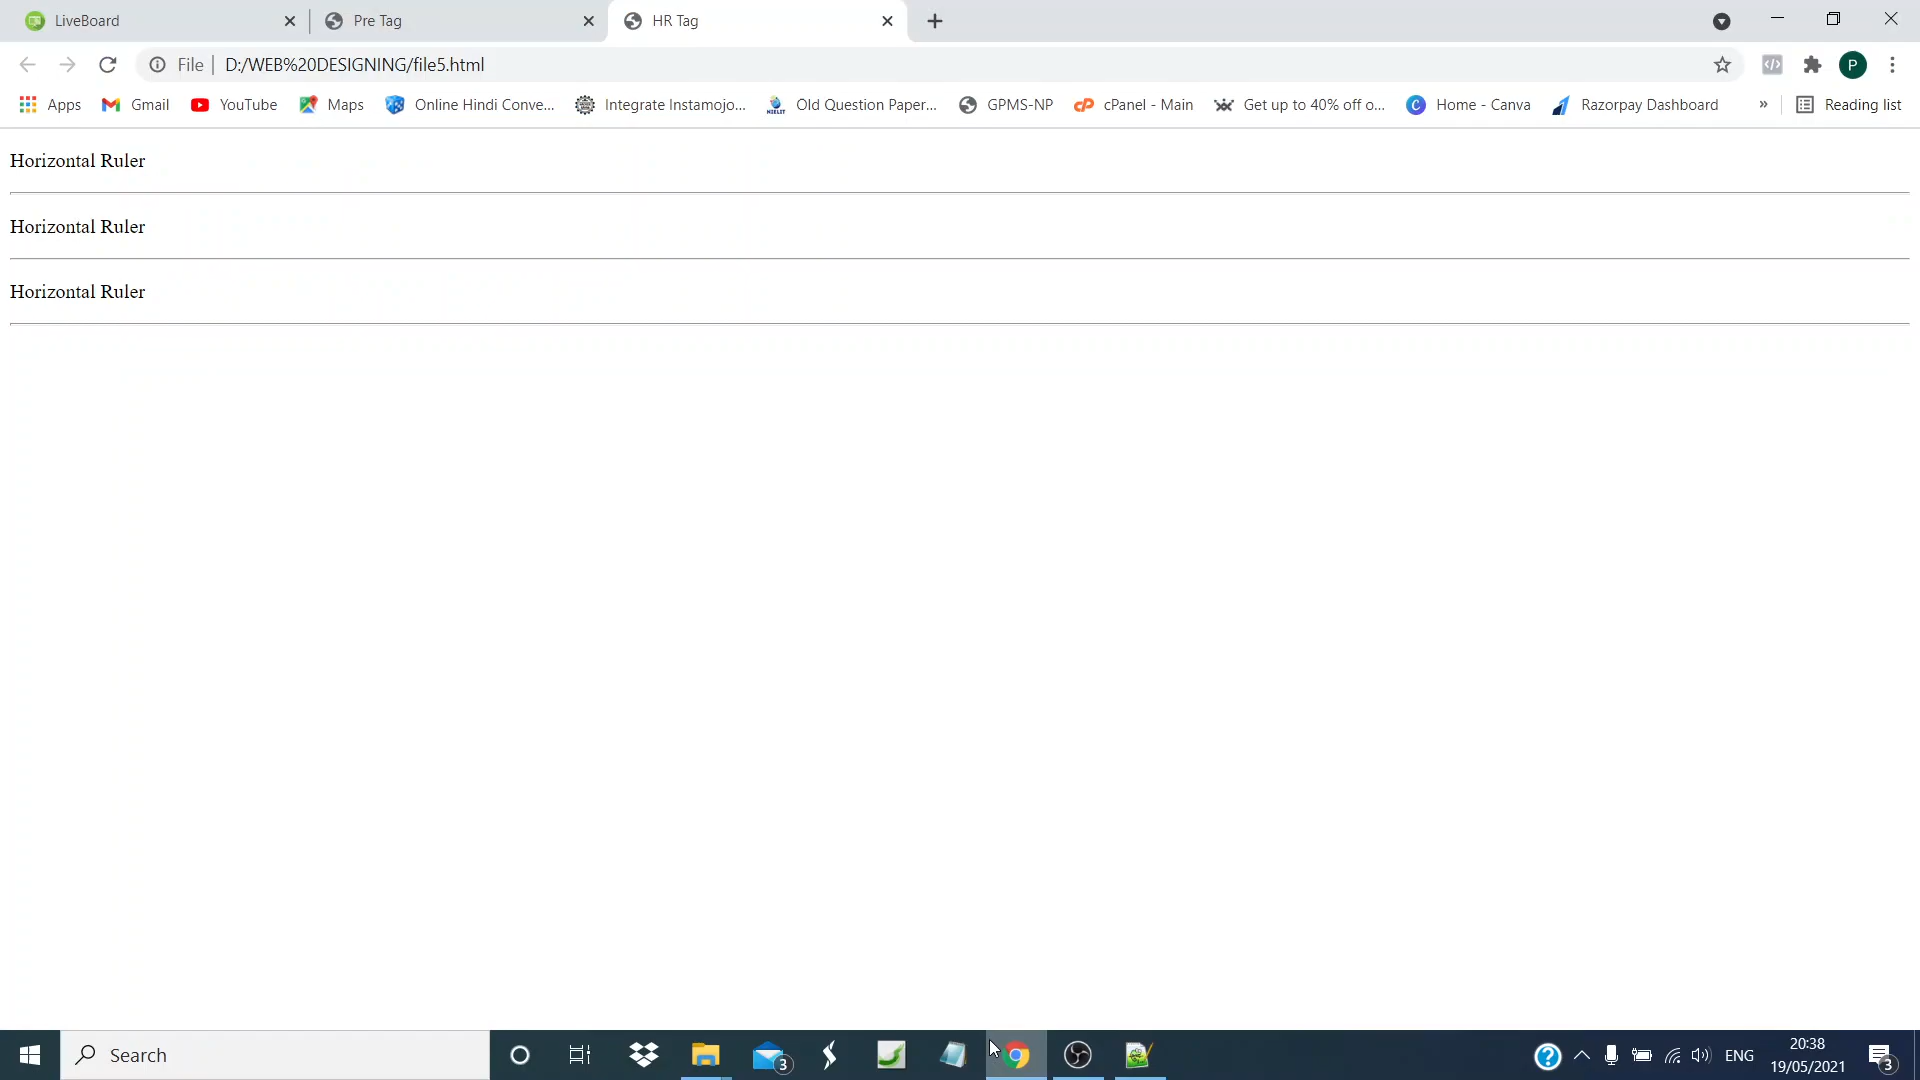 LiveBoard
Pre Tag
HR Tag
File | D:/WEB%20DESIGNING/file5.html
P
Apps
Gmail
YouTube
Maps
Online Hindi Conve...
Integrate Instamojo...
Old Question Paper...
GPMS-NP
cPanel - Main
Get up to 40% off o...
Home - Canva
Razorpay Dashboard
»
Reading list
Horizontal Ruler
Horizontal Ruler
Horizontal Ruler
Search
3
ENG
20:38
19/05/2021
3